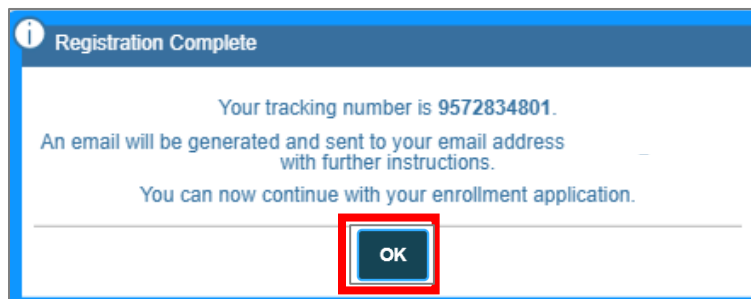 Registration Complete
Your tracking number is 9572834801.
An email will be generated and sent to your email address
with further instructions.
You can now continue with your enrollment application.
OK